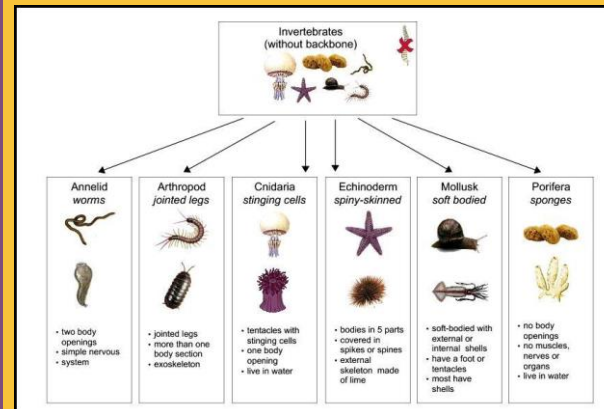 Invertebrates
(without backbone)
Annelid
worms
• two body
openings
• simple nervous
• system
Arthropod
jointed legs
• jointed legs
• more than one
body section
• exoskeleton
Cnidaria
stinging cells
• tentacles with
stinging cells
• one body
opening
• live in water
Echinoderm
spiny-skinned
• bodies in 5 parts
• covered in
spikes or spines
• external
skeleton made
of lime
Mollusk
soft bodied
• soft-bodied with
external or
internal shells
• have a foot or
tentacles
• most have
shells
Porifera
sponges
• no body
openings
• no muscles,
nerves or
organs
• live in water